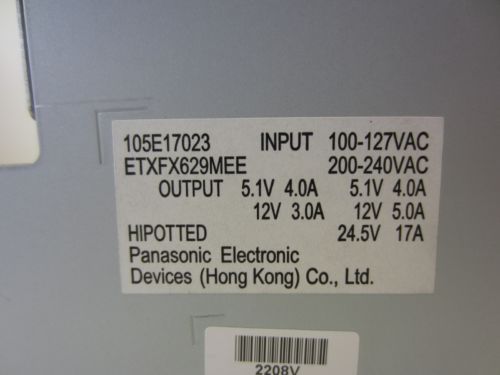 105E17023 INPUT 100-127VAC
ETXFX629MEE 200-240VAC
OUTPUT 5.1V 4.0A 5.1V 4.0A
12V 3.0A 12V 5.0A
HIPOTTED 24.5V 17A
Panasonic Electronic
Devices (Hong Kong) Co., Ltd.
2208V